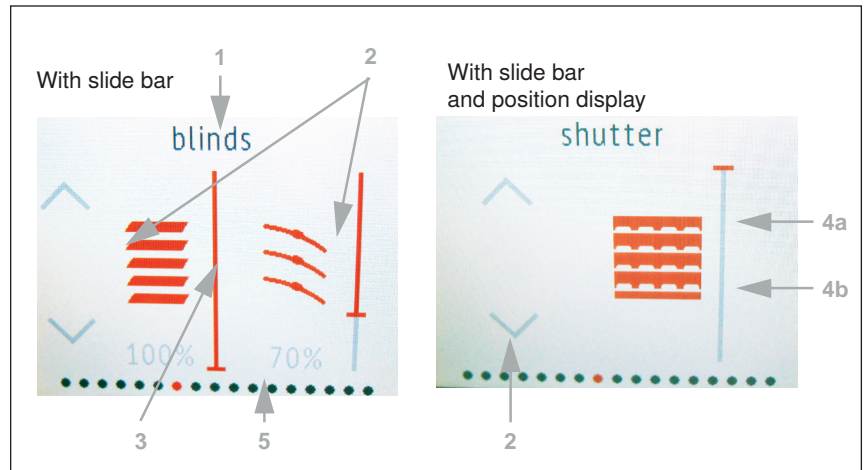 1
2
With slide bar
With slide bar
and position display
blinds
shutter
4a
4b
100%
70%
3
5
2